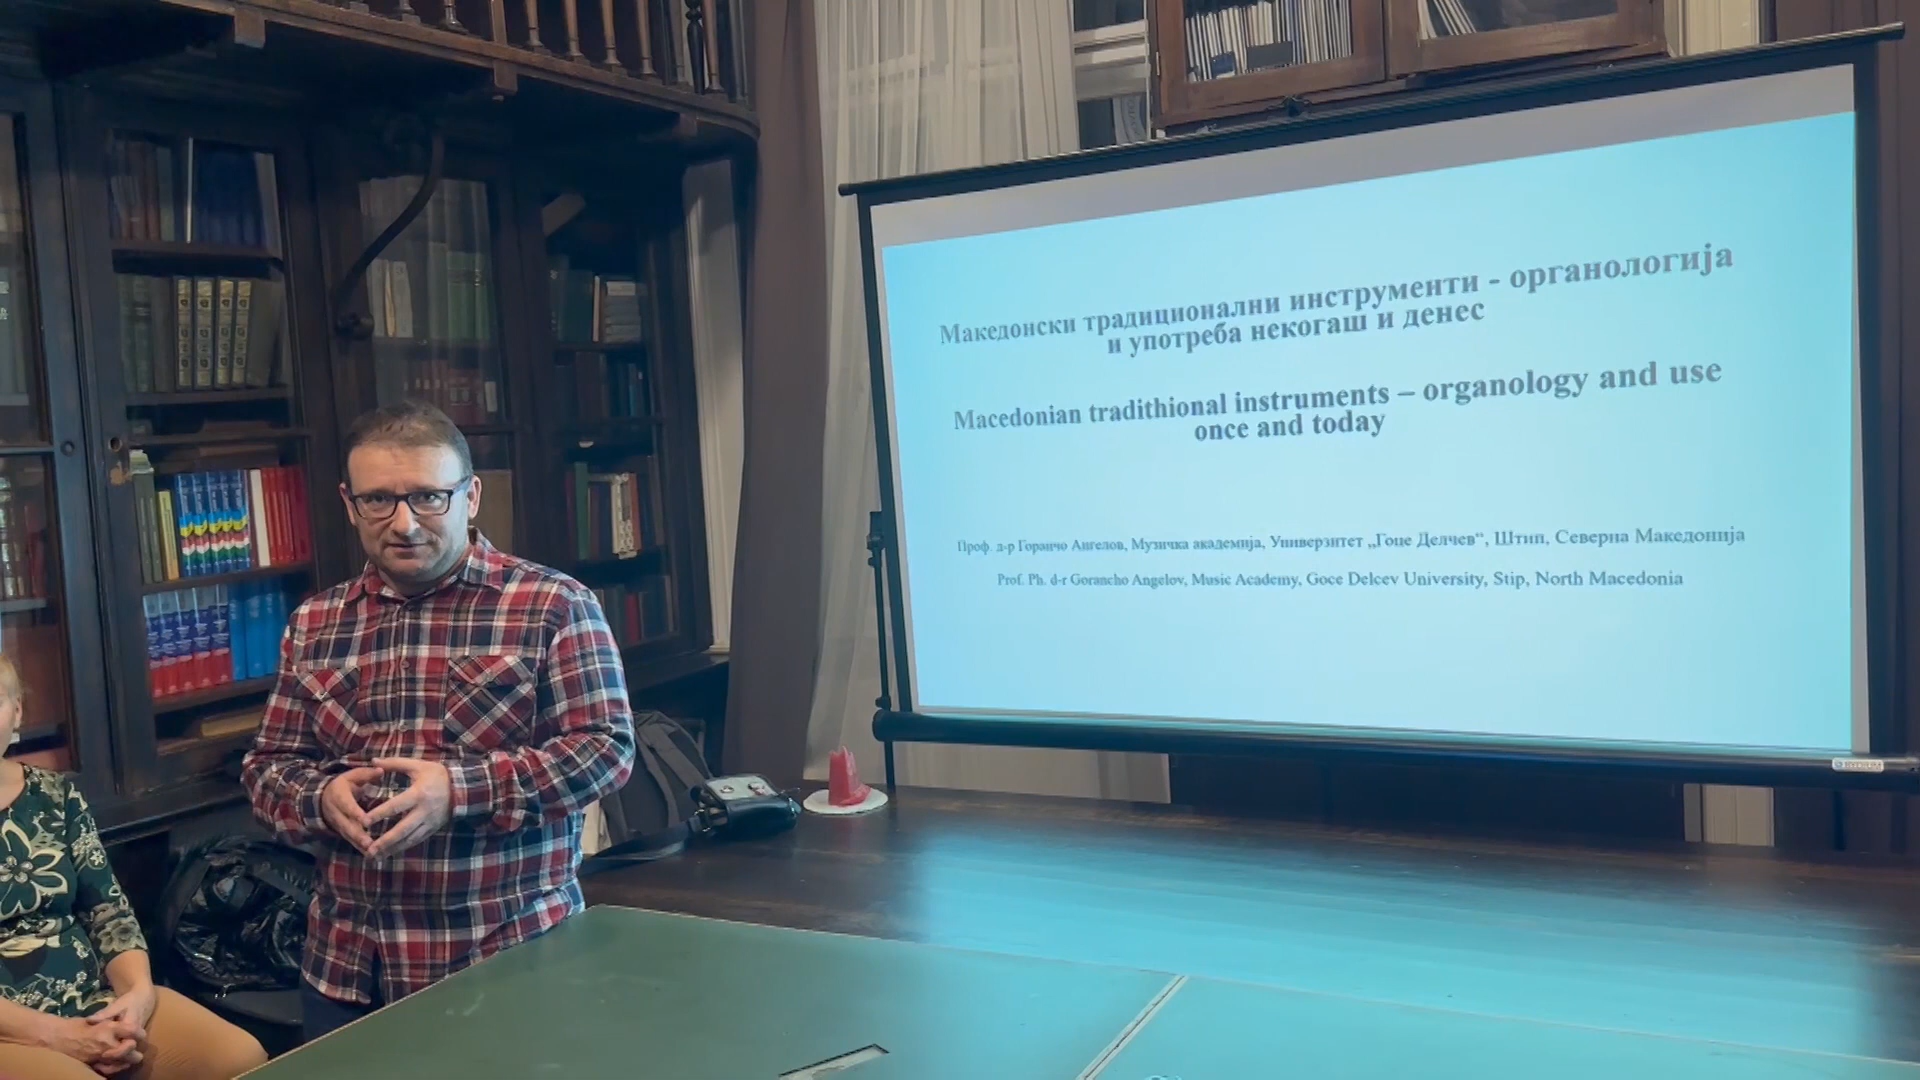 Македонски традиционални инструменти - органологија
и употреба некогаш и денес
Macedonian tradithional instruments – organology and use
once and today
Проф. д-р Горанчо Ангелов, Музичка академија, Универзитет „Гоце Делчев“, Штип, Северна Македонија
Prof. Ph. d-r Gorancho Angelov, Music Academy, Goce Delcev University, Stip, North Macedonia